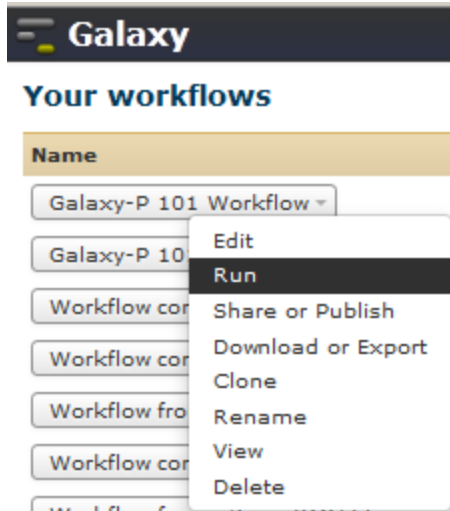 Galaxy
Your workflows
Name
Galaxy-P 101 Workflow
Edit
Galaxy-P 10
Run
Workflow cor
Share or Publish
Workflow cor
Download or Export
Clone
Workflow fro
Rename
Workflow cor
View
Delete